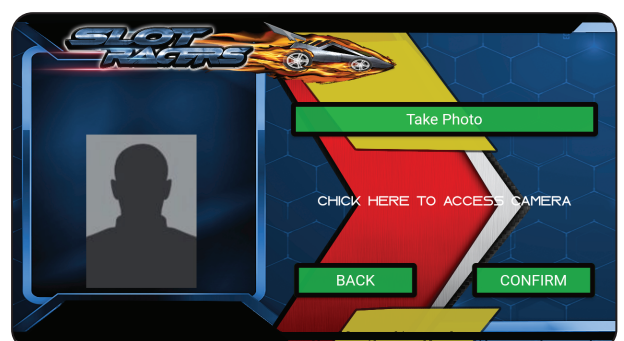 SLOT
RACERS
Take Photo
CHICK HERE TO ACCESS CAMERA
BACK
CONFIRM